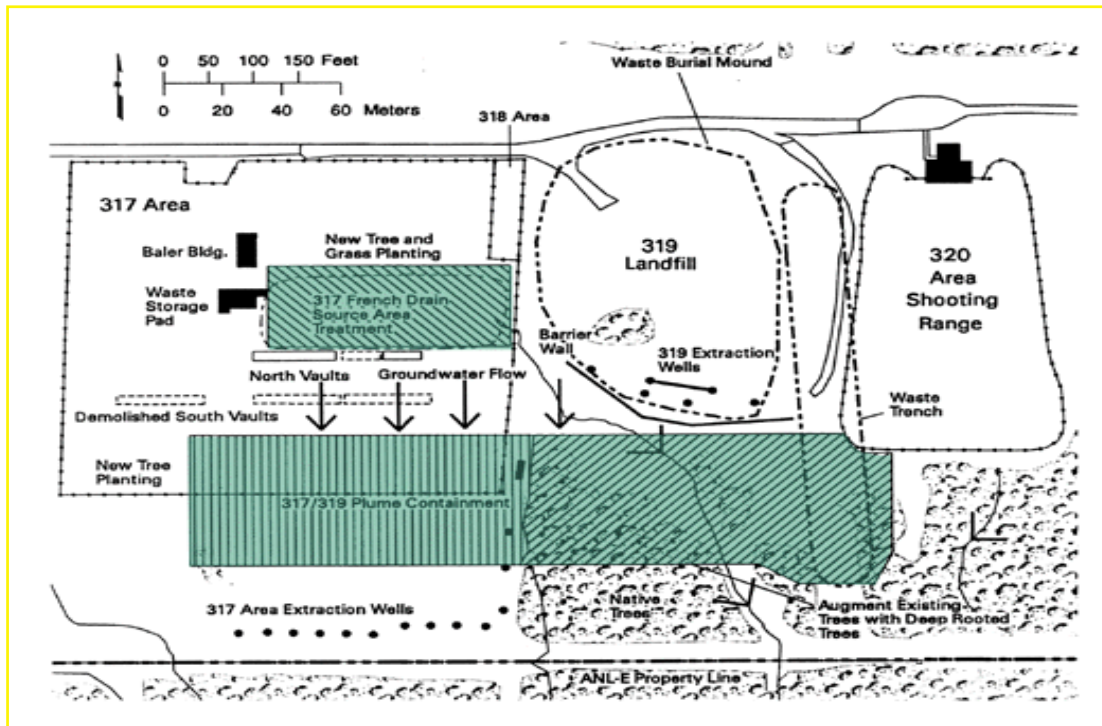 0 50 100 150 Feet
0 20 40 60 Meters
Waste Burial Mound
318 Area
317 Area
Baler Bldg.
New Tree and
Grass Planting
319
Landfill
320
Area
Shooting
Range
Waste
Storage
Pad
317 French Drain
Source Area
Treatment
Barrier
Wall
319 Extraction
Wells
North Vaults
Groundwater Flow
Waste
Trench
Demolished South Vaults
New Tree
Planting
317/319 Plume Containment
317 Area Extraction Wells
Native
Trees
Augment Existing
Trees with Deep Rooted
Trees
ANL-E Property Line